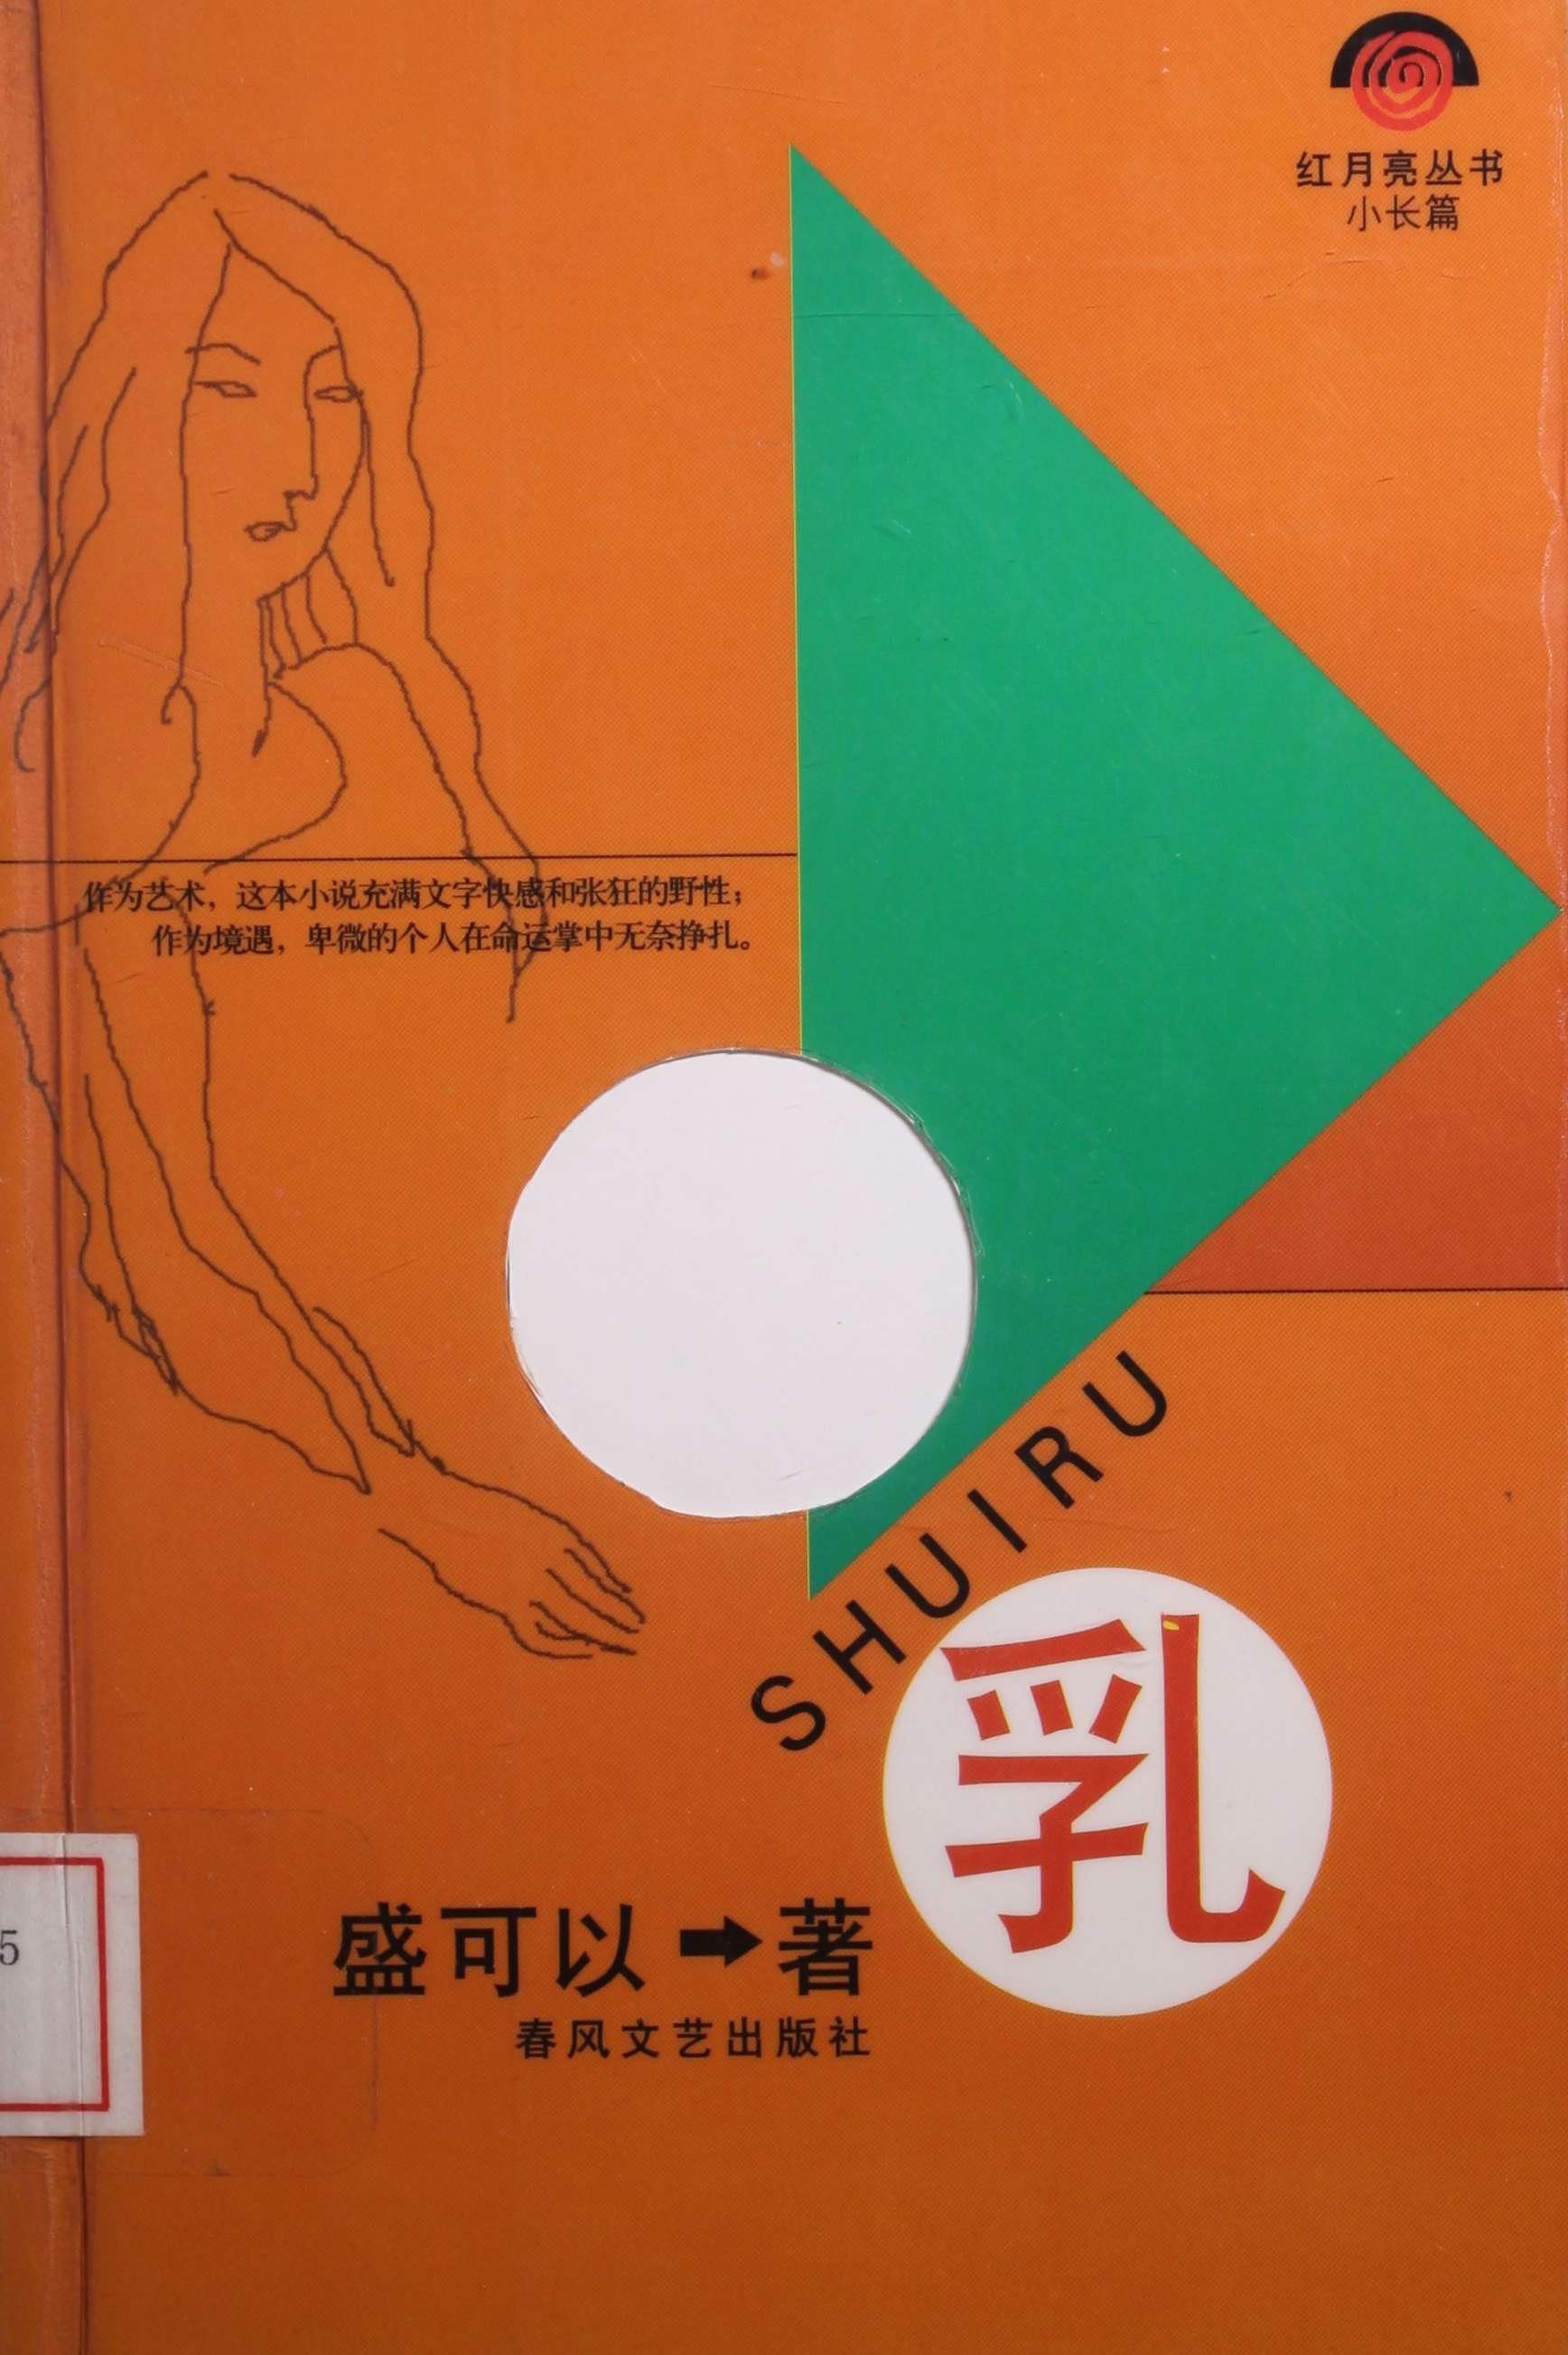 红月亮丛书
小长篇
作为艺术，这本小说充满文字快感和张狂的野性；
作为境遇，卑微的个人在命运掌中无奈挣扎。
SHUIRU
乳
盛可以➡著
春风文艺出版社
5